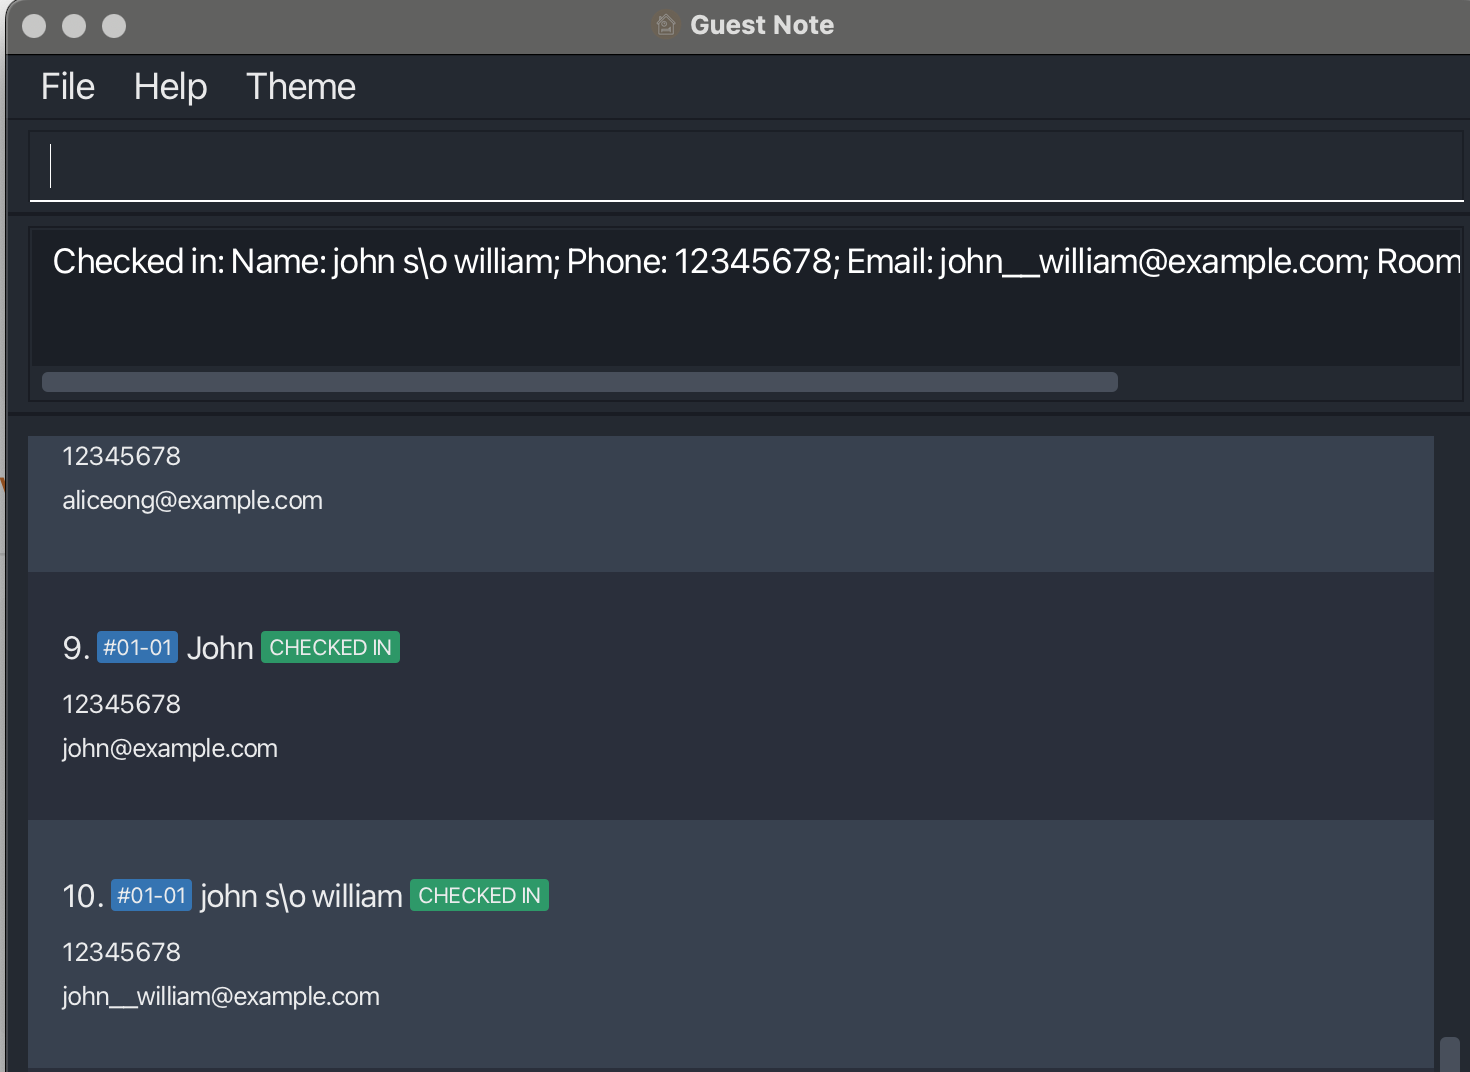 Guest Note
File Help Theme
Checked in: Name: john s\o william; Phone: 12345678; Email: john__william@example.com; Room
12345678
aliceong@example.com
9. #01-01 John CHECKED IN
12345678
john@example.com
10. #01-01 john s\o william CHECKED IN
12345678
john__william@example.com